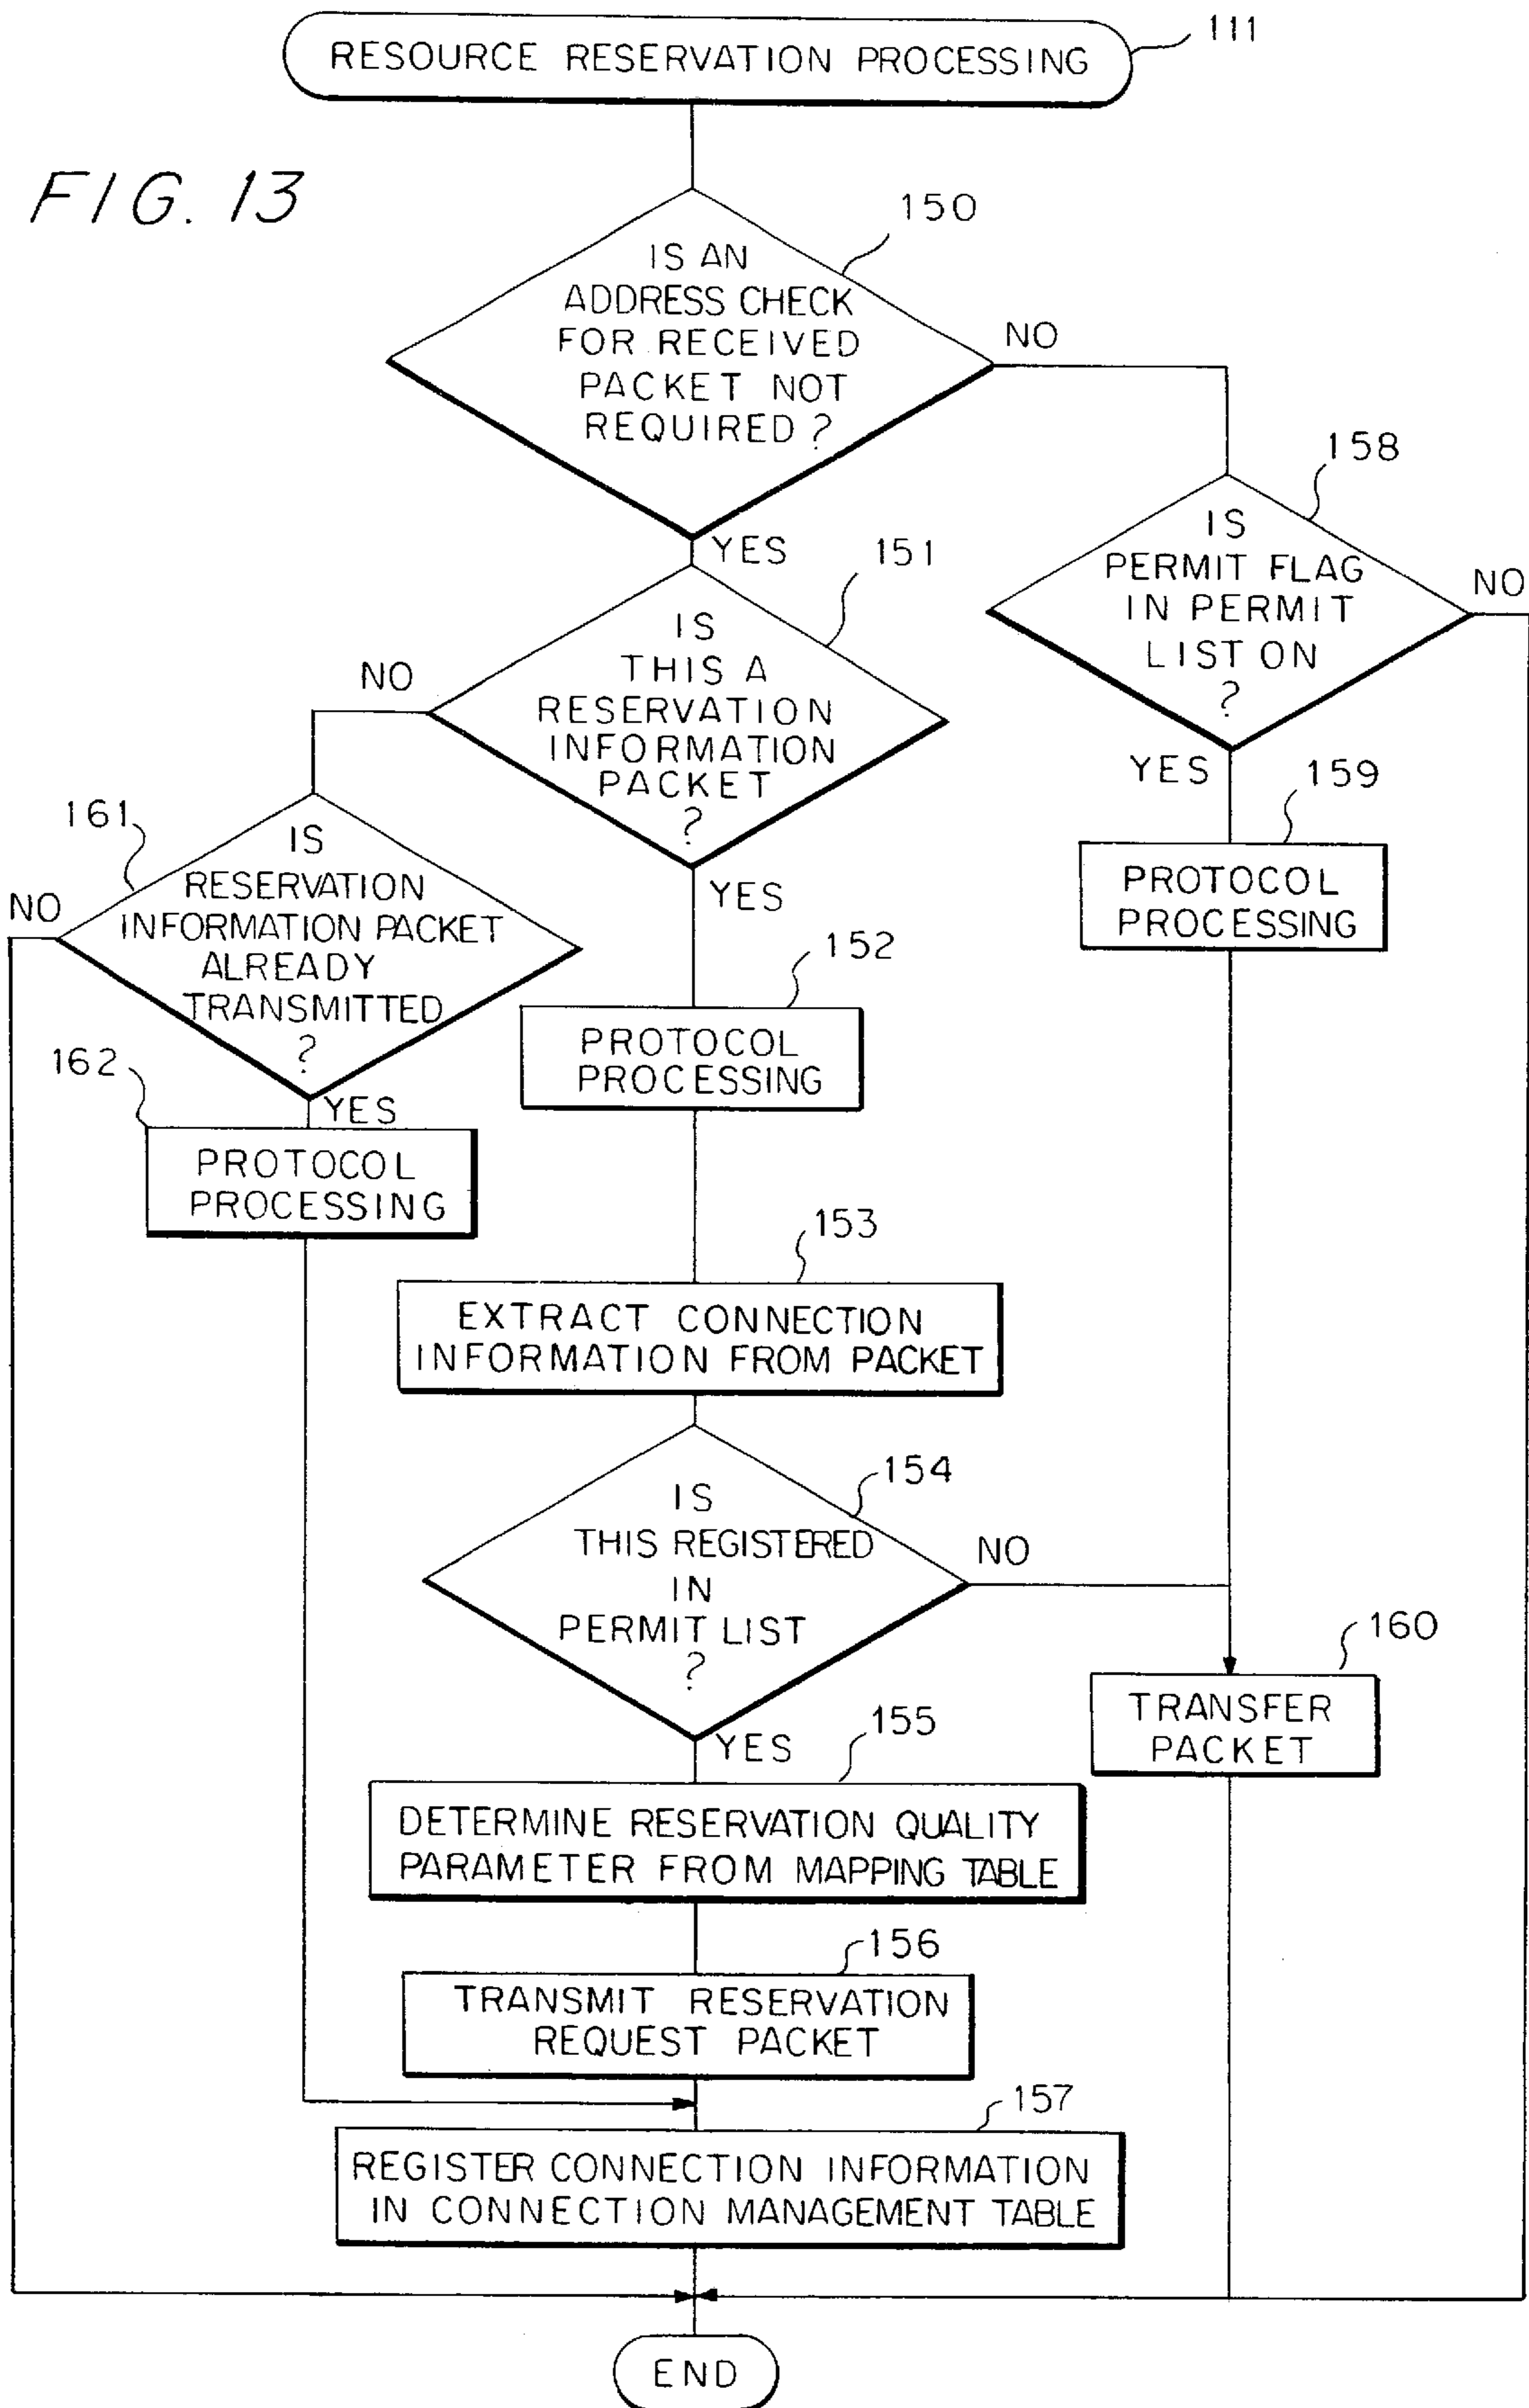 RESOURCE RESERVATION PROCESSING
111
FIG. 13
150
IS AN
ADDRESS CHECK
FOR RECEIVED
PACKET NOT
REQUIRED ?
NO
YES
158
IS
PERMIT FLAG
IN PERMIT
LIST ON
?
NO
YES
151
IS
THIS A
RESERVATION
INFORMATION
PACKET
?
NO
YES
159
PROTOCOL
PROCESSING
161
IS
RESERVATION
INFORMATION PACKET
ALREADY
TRANSMITTED
?
NO
YES
152
PROTOCOL
PROCESSING
162
PROTOCOL
PROCESSING
153
EXTRACT CONNECTION
INFORMATION FROM PACKET
154
IS
THIS REGISTERED
IN
PERMIT LIST
?
NO
YES
160
TRANSFER
PACKET
155
DETERMINE RESERVATION QUALITY
PARAMETER FROM MAPPING TABLE
156
TRANSMIT RESERVATION
REQUEST PACKET
157
REGISTER CONNECTION INFORMATION
IN CONNECTION MANAGEMENT TABLE
END